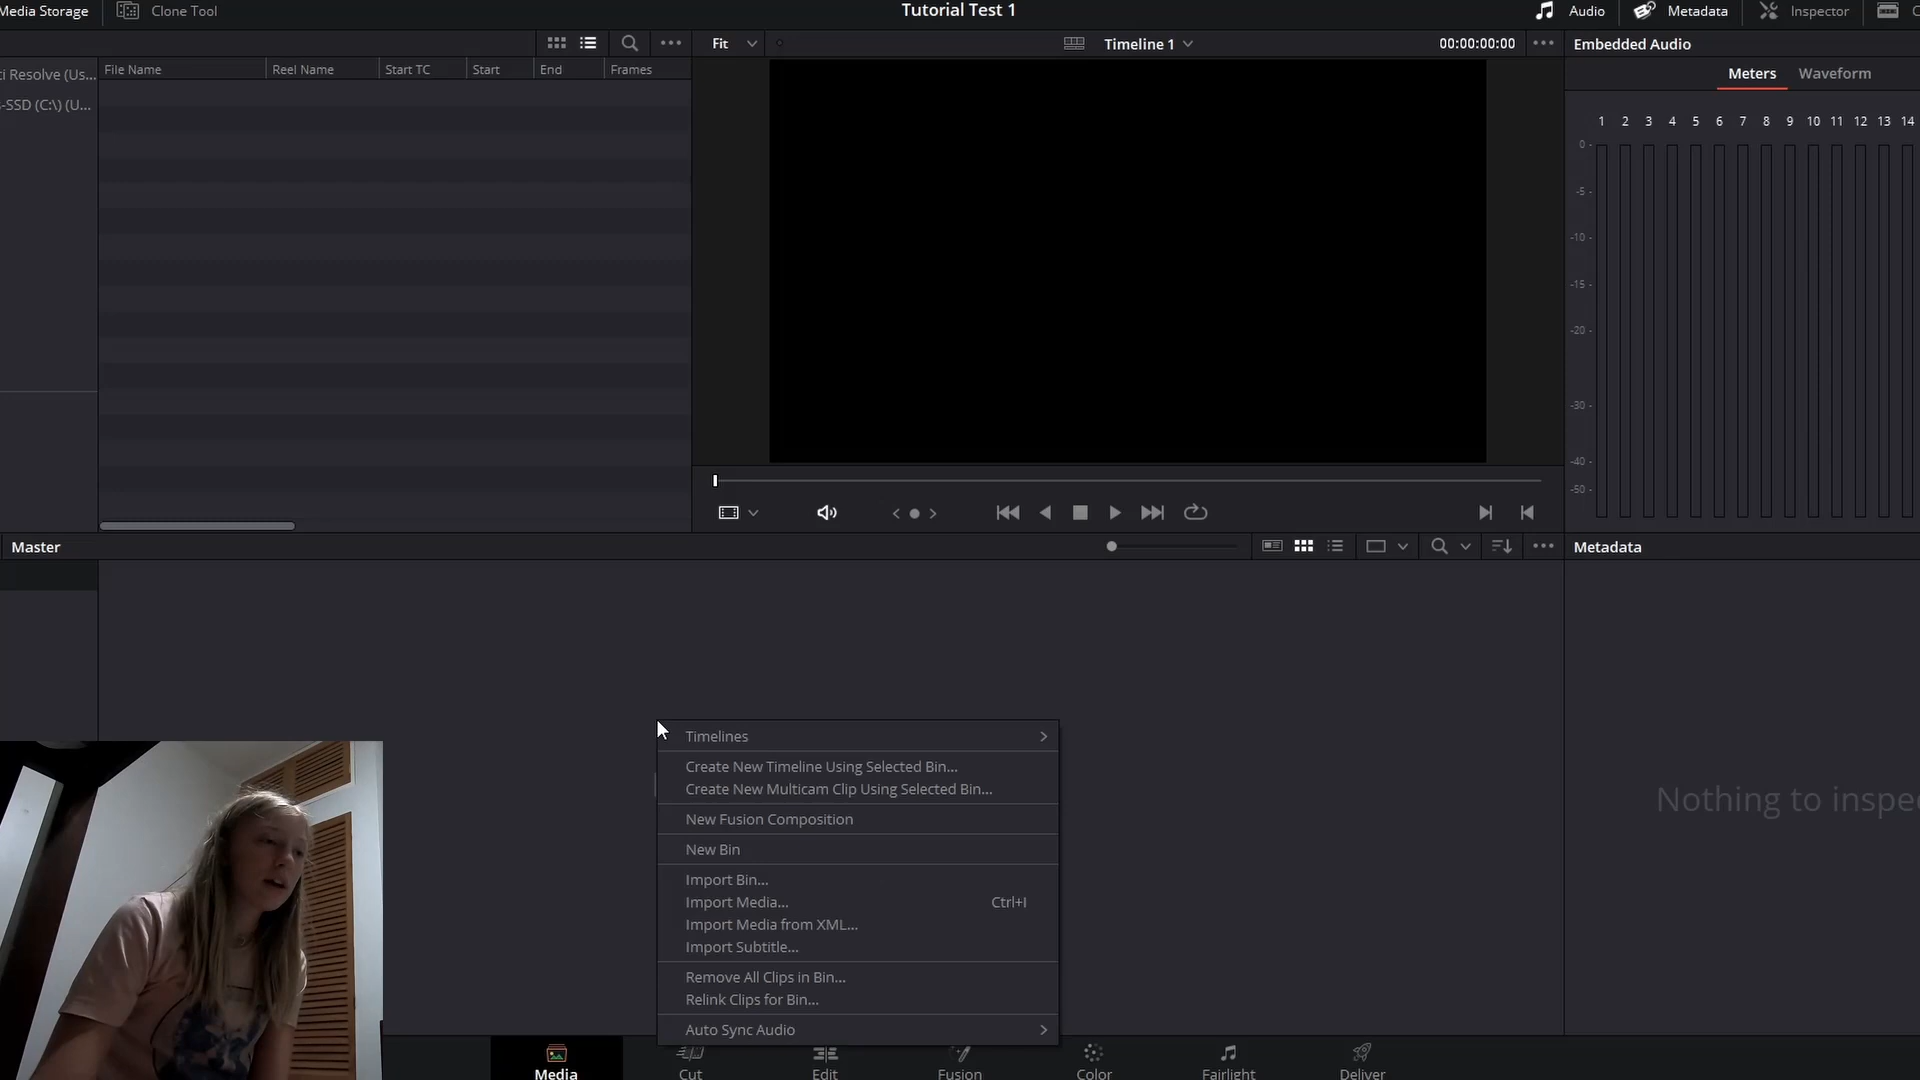 Media Storage
Clone Tool
Tutorial Test 1
Audio
Metadata
Inspector
Fit
Timeline 1
00:00:00:00
Embedded Audio
File Name
Reel Name
Start TC
Start
End
Frames
Meters
Waveform
ci Resolve (Us...
-SSD (C:\) (U...
1 2 3 4 5 6 7 8 9 10 11 12 13 14
0
-5
-10
-15
-20
-30
-40
-50
Master
Metadata
Nothing to inspec
Timelines
Create New Timeline Using Selected Bin...
Create New Multicam Clip Using Selected Bin...
New Fusion Composition
New Bin
Import Bin...
Import Media... Ctrl+I
Import Media from XML...
Import Subtitle...
Remove All Clips in Bin...
Relink Clips for Bin...
Auto Sync Audio
Media
Cut
Edit
Fusion
Color
Fairlight
Deliver